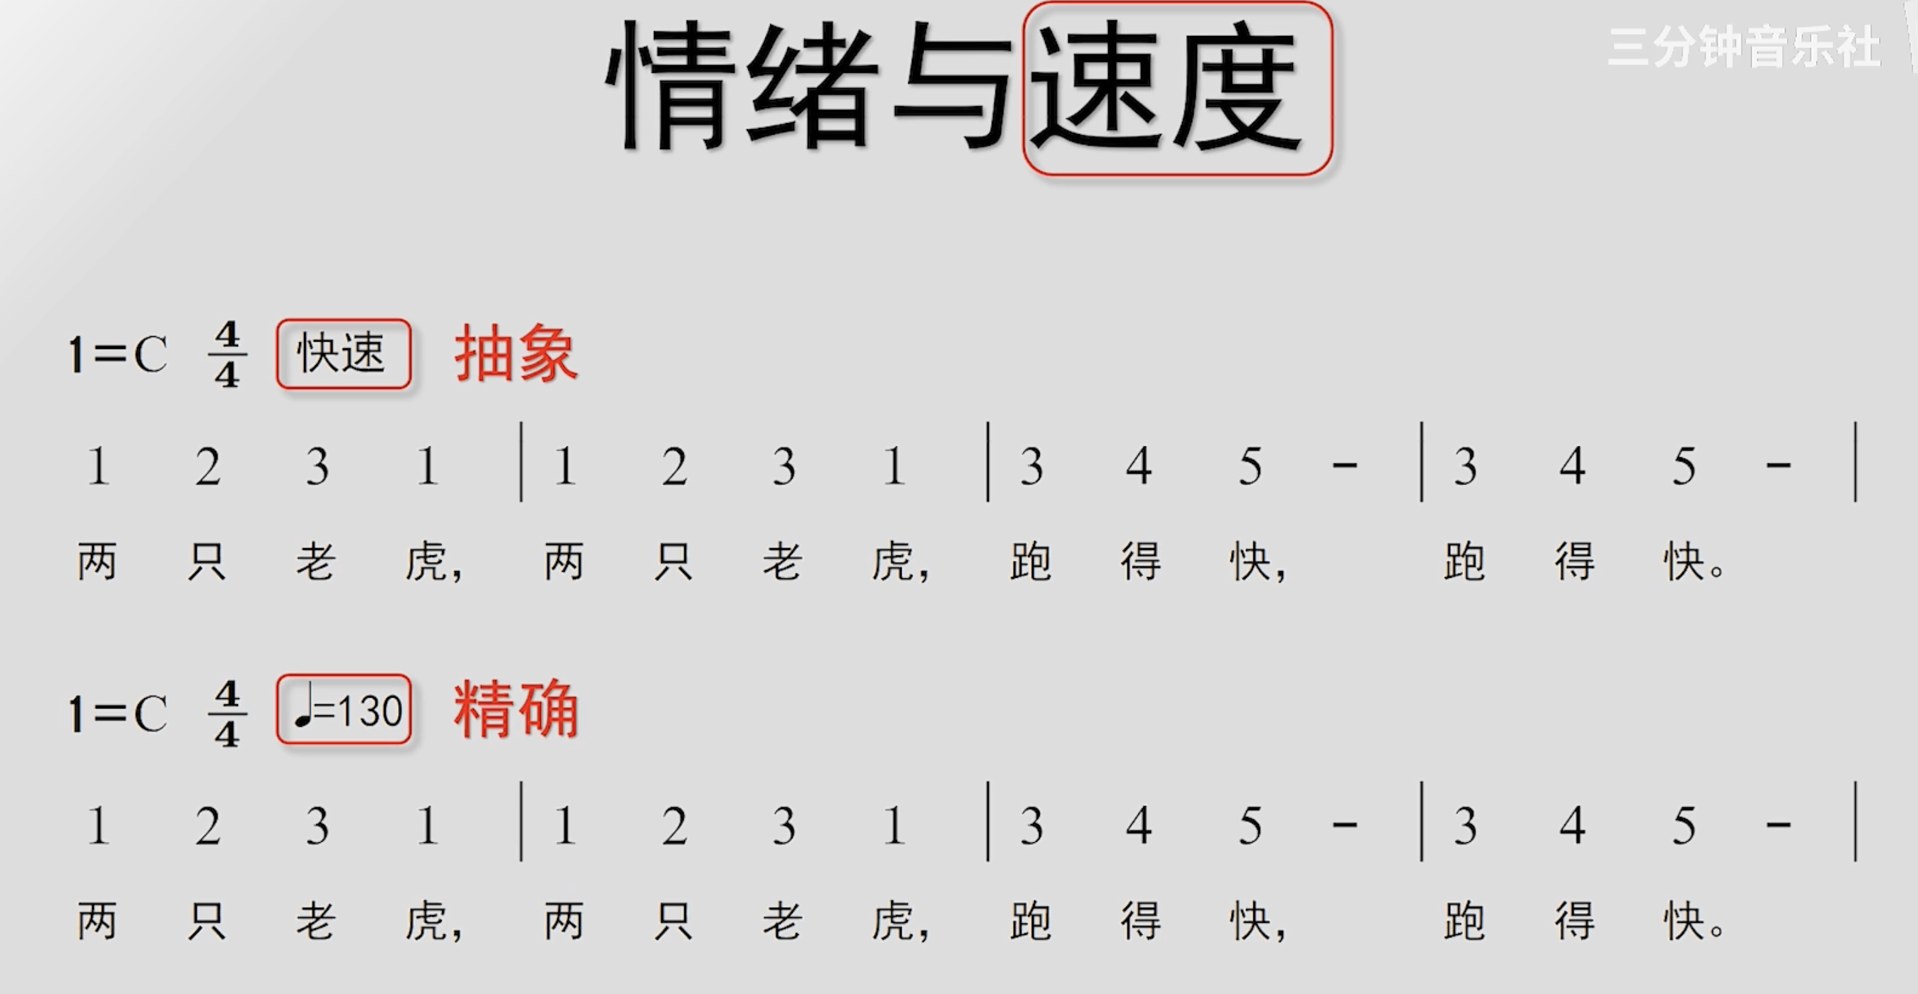 情绪与速度
三分钟音乐社
1=C 4/4 快速 抽象
1 2 3 1 | 1 2 3 1 | 3 4 5 - | 3 4 5 - |
两只老虎, 两只老虎, 跑得快, 跑得快。
1=C 4/4 ♩=130 精确
1 2 3 1 | 1 2 3 1 | 3 4 5 - | 3 4 5 - |
两只老虎, 两只老虎, 跑得快, 跑得快。